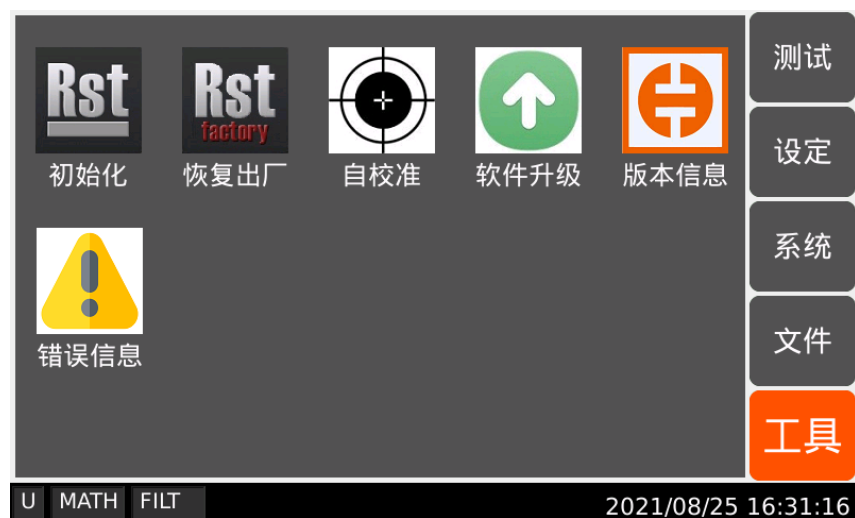 Rst
Rst
factory
初始化
恢复出厂
自校准
软件升级
版本信息
错误信息
测试
设定
系统
文件
工具
U MATH FILT
2021/08/25 16:31:16